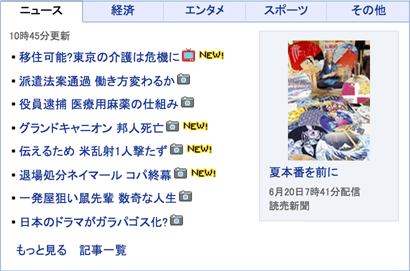 ニュース 経済 エンタメ スポーツ その他
10時45分更新
移住可能?東京の介護は危機に NEW!
派遣法案通過 働き方変わるか
役員逮捕 医療用麻薬の仕組み
グランドキャニオン 邦人死亡 NEW!
伝えるため 米乱射1人撃たず NEW!
退場処分ネイマール コパ終幕 NEW!
一発屋狙い鼠先輩 数奇な人生
日本のドラマがガラパゴス化?
もっと見る 記事一覧
夏本番を前に
6月20日7時41分配信
読売新聞